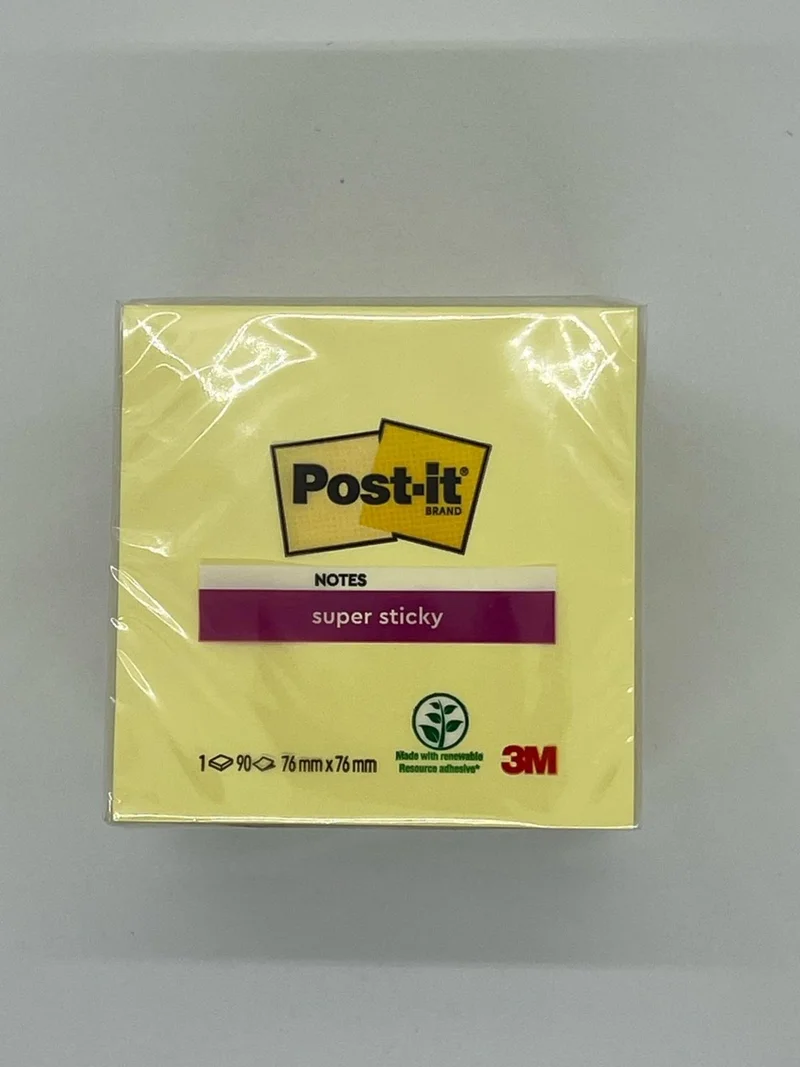 Post-it®
BRAND
NOTES
super sticky
1 90 76 mm x 76 mm
Made with renewable
Resource adhesive*
3M